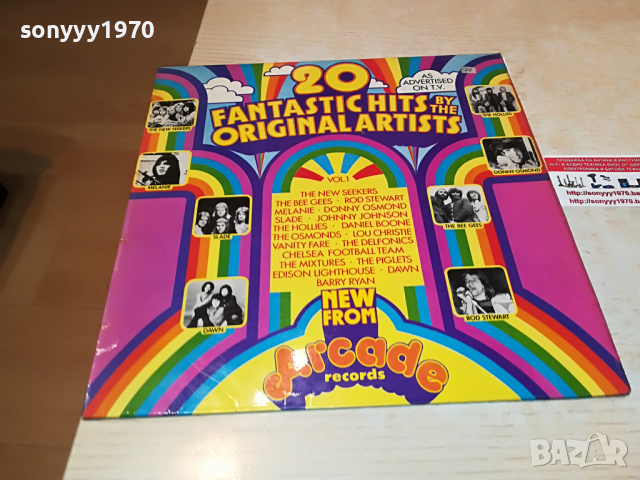 sonyyy1970
20
AS
ADVERTISED
ON T.V.
FANTASTIC HITS BY THE
ORIGINAL ARTISTS
THE NEW SEEKERS
THE HOLLIES
MELANIE
DONNY OSMOND
SLADE
THE BEE GEES
DAWN
ROD STEWART
VOL 1
THE NEW SEEKERS
THE BEE GEES · ROD STEWART
MELANIE · DONNY OSMOND
SLADE · JOHNNY JOHNSON
THE HOLLIES · DANIEL BOONE
THE OSMONDS · LOU CHRISTIE
VANITY FARE · THE DELFONICS
CHELSEA FOOTBALL TEAM
THE MIXTURES · THE PIGLETS
EDISON LIGHTHOUSE · DAWN
BARRY RYAN
NEW
FROM
Arcade
records
http://sonyyy1970.ba
http://sonyyy1970.ba
BAZAR